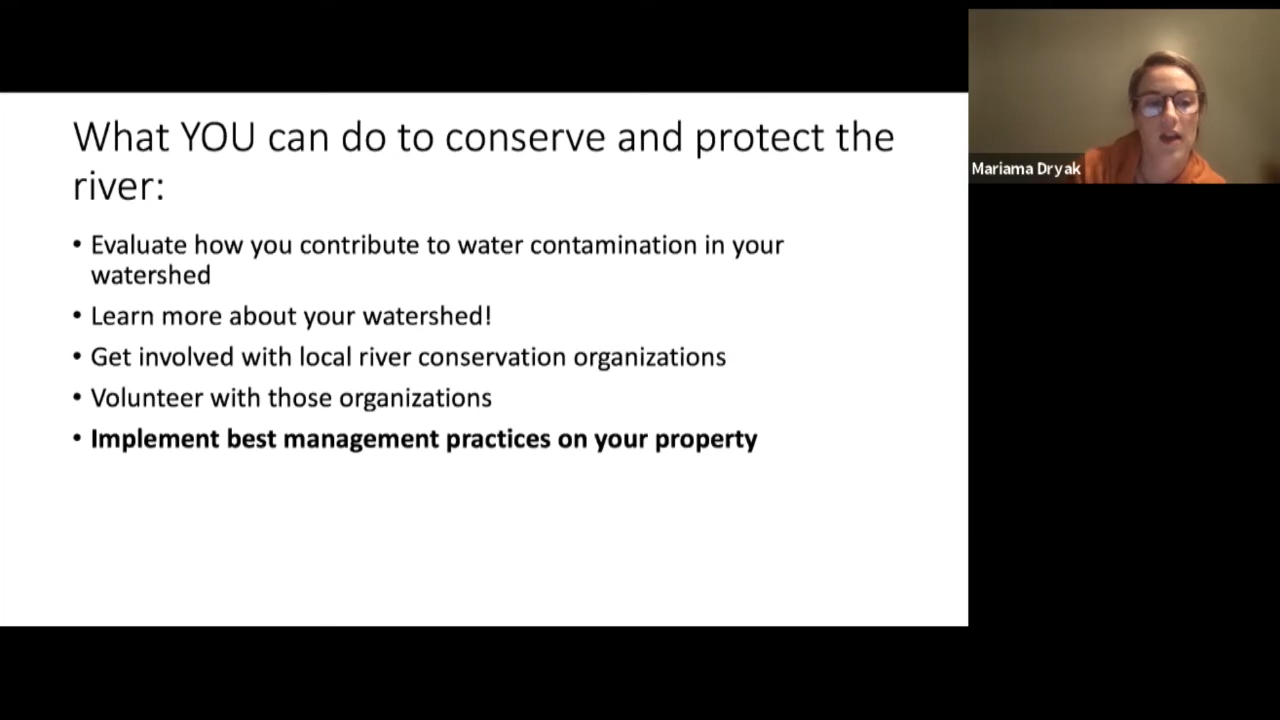 What YOU can do to conserve and protect the
river:
• Evaluate how you contribute to water contamination in your
watershed
• Learn more about your watershed!
• Get involved with local river conservation organizations
• Volunteer with those organizations
• Implement best management practices on your property
Mariama Dryak